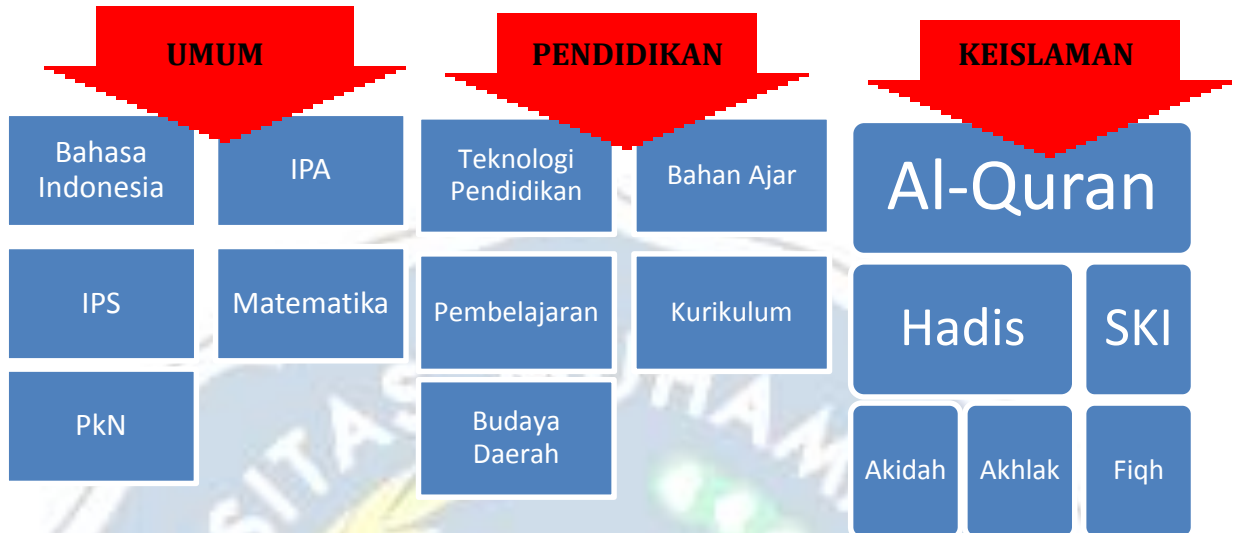 UMUM
Bahasa
Indonesia
IPA
IPS
Matematika
PkN
PENDIDIKAN
Teknologi
Pendidikan
Bahan Ajar
Pembelajaran
Kurikulum
Budaya
Daerah
KEISLAMAN
Al-Quran
Hadis
SKI
Akidah
Akhlak
Fiqh